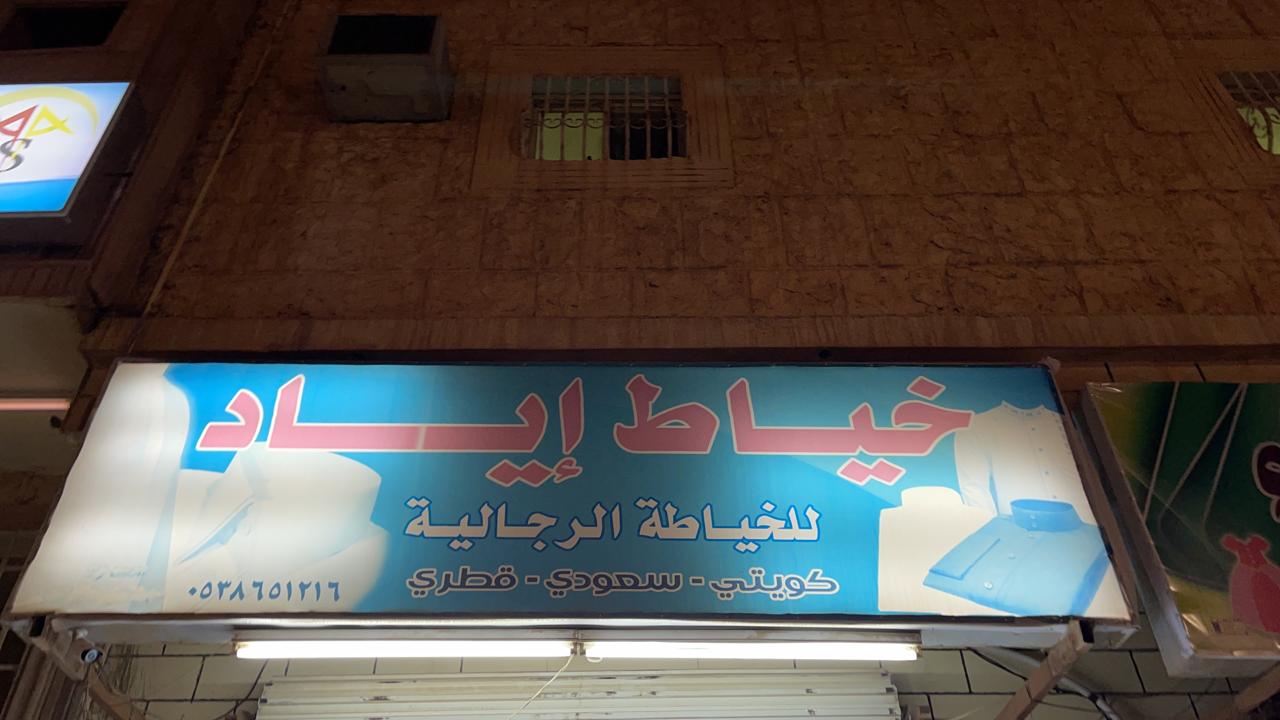 خياط إياد
للخياطة الرجالية
كويتي - سعودي - قطري
٠٥٣٨٦٥١٢١٦